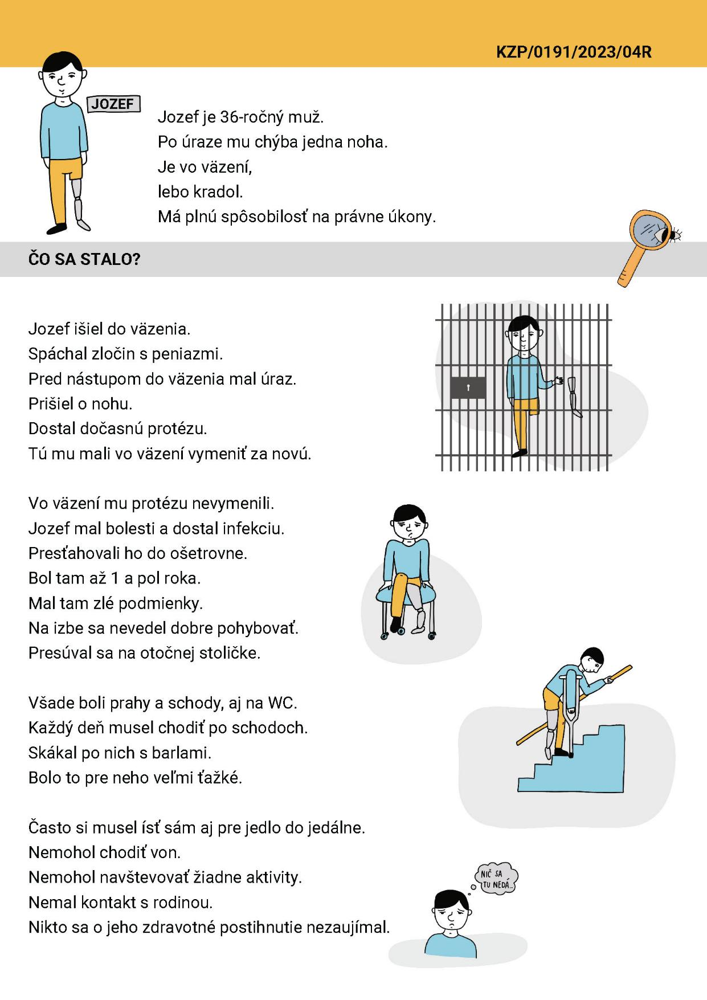 KZP/0191/2023/04R
JOZEF
Jozef je 36-ročný muž.
Po úraze mu chýba jedna noha.
Je vo väzení,
lebo kradol.
Má plnú spôsobilosť na právne úkony.
ČO SA STALO?
Jozef išiel do väzenia.
Spáchal zločin s peniazmi.
Pred nástupom do väzenia mal úraz.
Prišiel o nohu.
Dostal dočasnú protézu.
Tú mu mali vo väzení vymeniť za novú.
Vo väzení mu protézu nevymenili.
Jozef mal bolesti a dostal infekciu.
Presťahovali ho do ošetrovne.
Bol tam až 1 a pol roka.
Mal tam zlé podmienky.
Na izbe sa nevedel dobre pohybovať.
Presúval sa na otočnej stoličke.
Všade boli prahy a schody, aj na WC.
Každý deň musel chodiť po schodoch.
Skákal po nich s barlami.
Bolo to pre neho veľmi ťažké.
Často si musel ísť sám aj pre jedlo do jedálne.
Nemohol chodiť von.
Nemohol navštevovať žiadne aktivity.
Nemal kontakt s rodinou.
Nikto sa o jeho zdravotné postihnutie nezaujímal.
NIČ SA
TU NEDÁ...